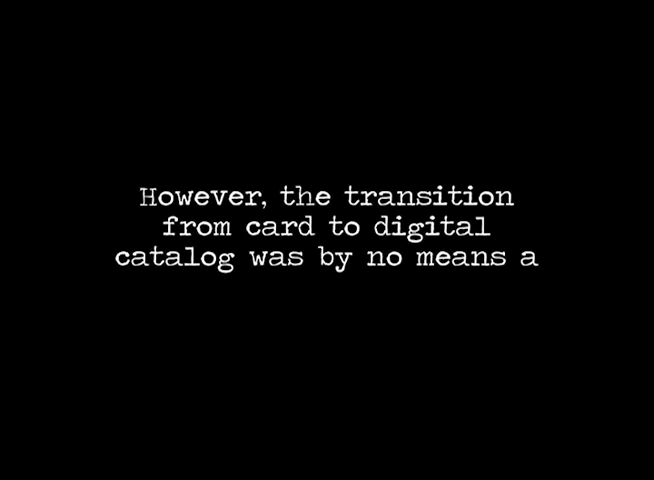 However, the transition
from card to digital
catalog was by no means a